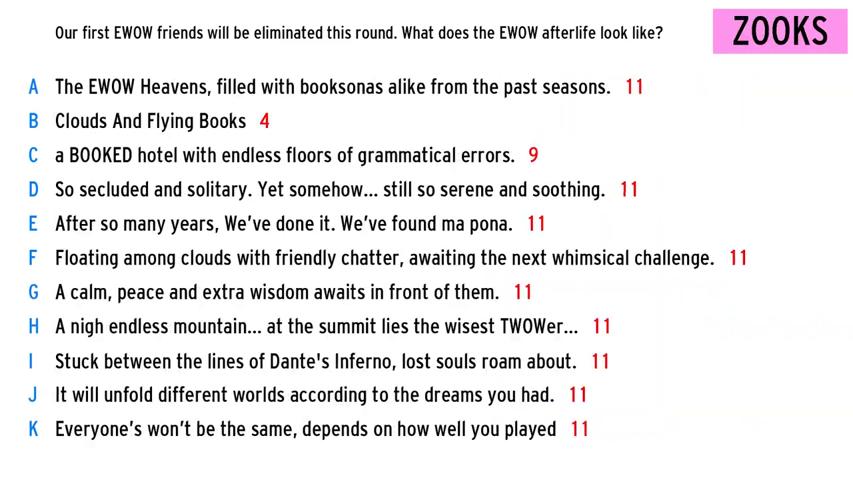 Our first EWOW friends will be eliminated this round. What does the EWOW afterlife look like?
ZOOKS
A The EWOW Heavens, filled with booksonas alike from the past seasons. 11
B Clouds And Flying Books 4
C a BOOKED hotel with endless floors of grammatical errors. 9
D So secluded and solitary. Yet somehow... still so serene and soothing. 11
E After so many years, We've done it. We've found ma pona. 11
F Floating among clouds with friendly chatter, awaiting the next whimsical challenge. 11
G A calm, peace and extra wisdom awaits in front of them. 11
H A nigh endless mountain... at the summit lies the wisest TWOWer... 11
I Stuck between the lines of Dante's Inferno, lost souls roam about. 11
J It will unfold different worlds according to the dreams you had. 11
K Everyone's won't be the same, depends on how well you played 11